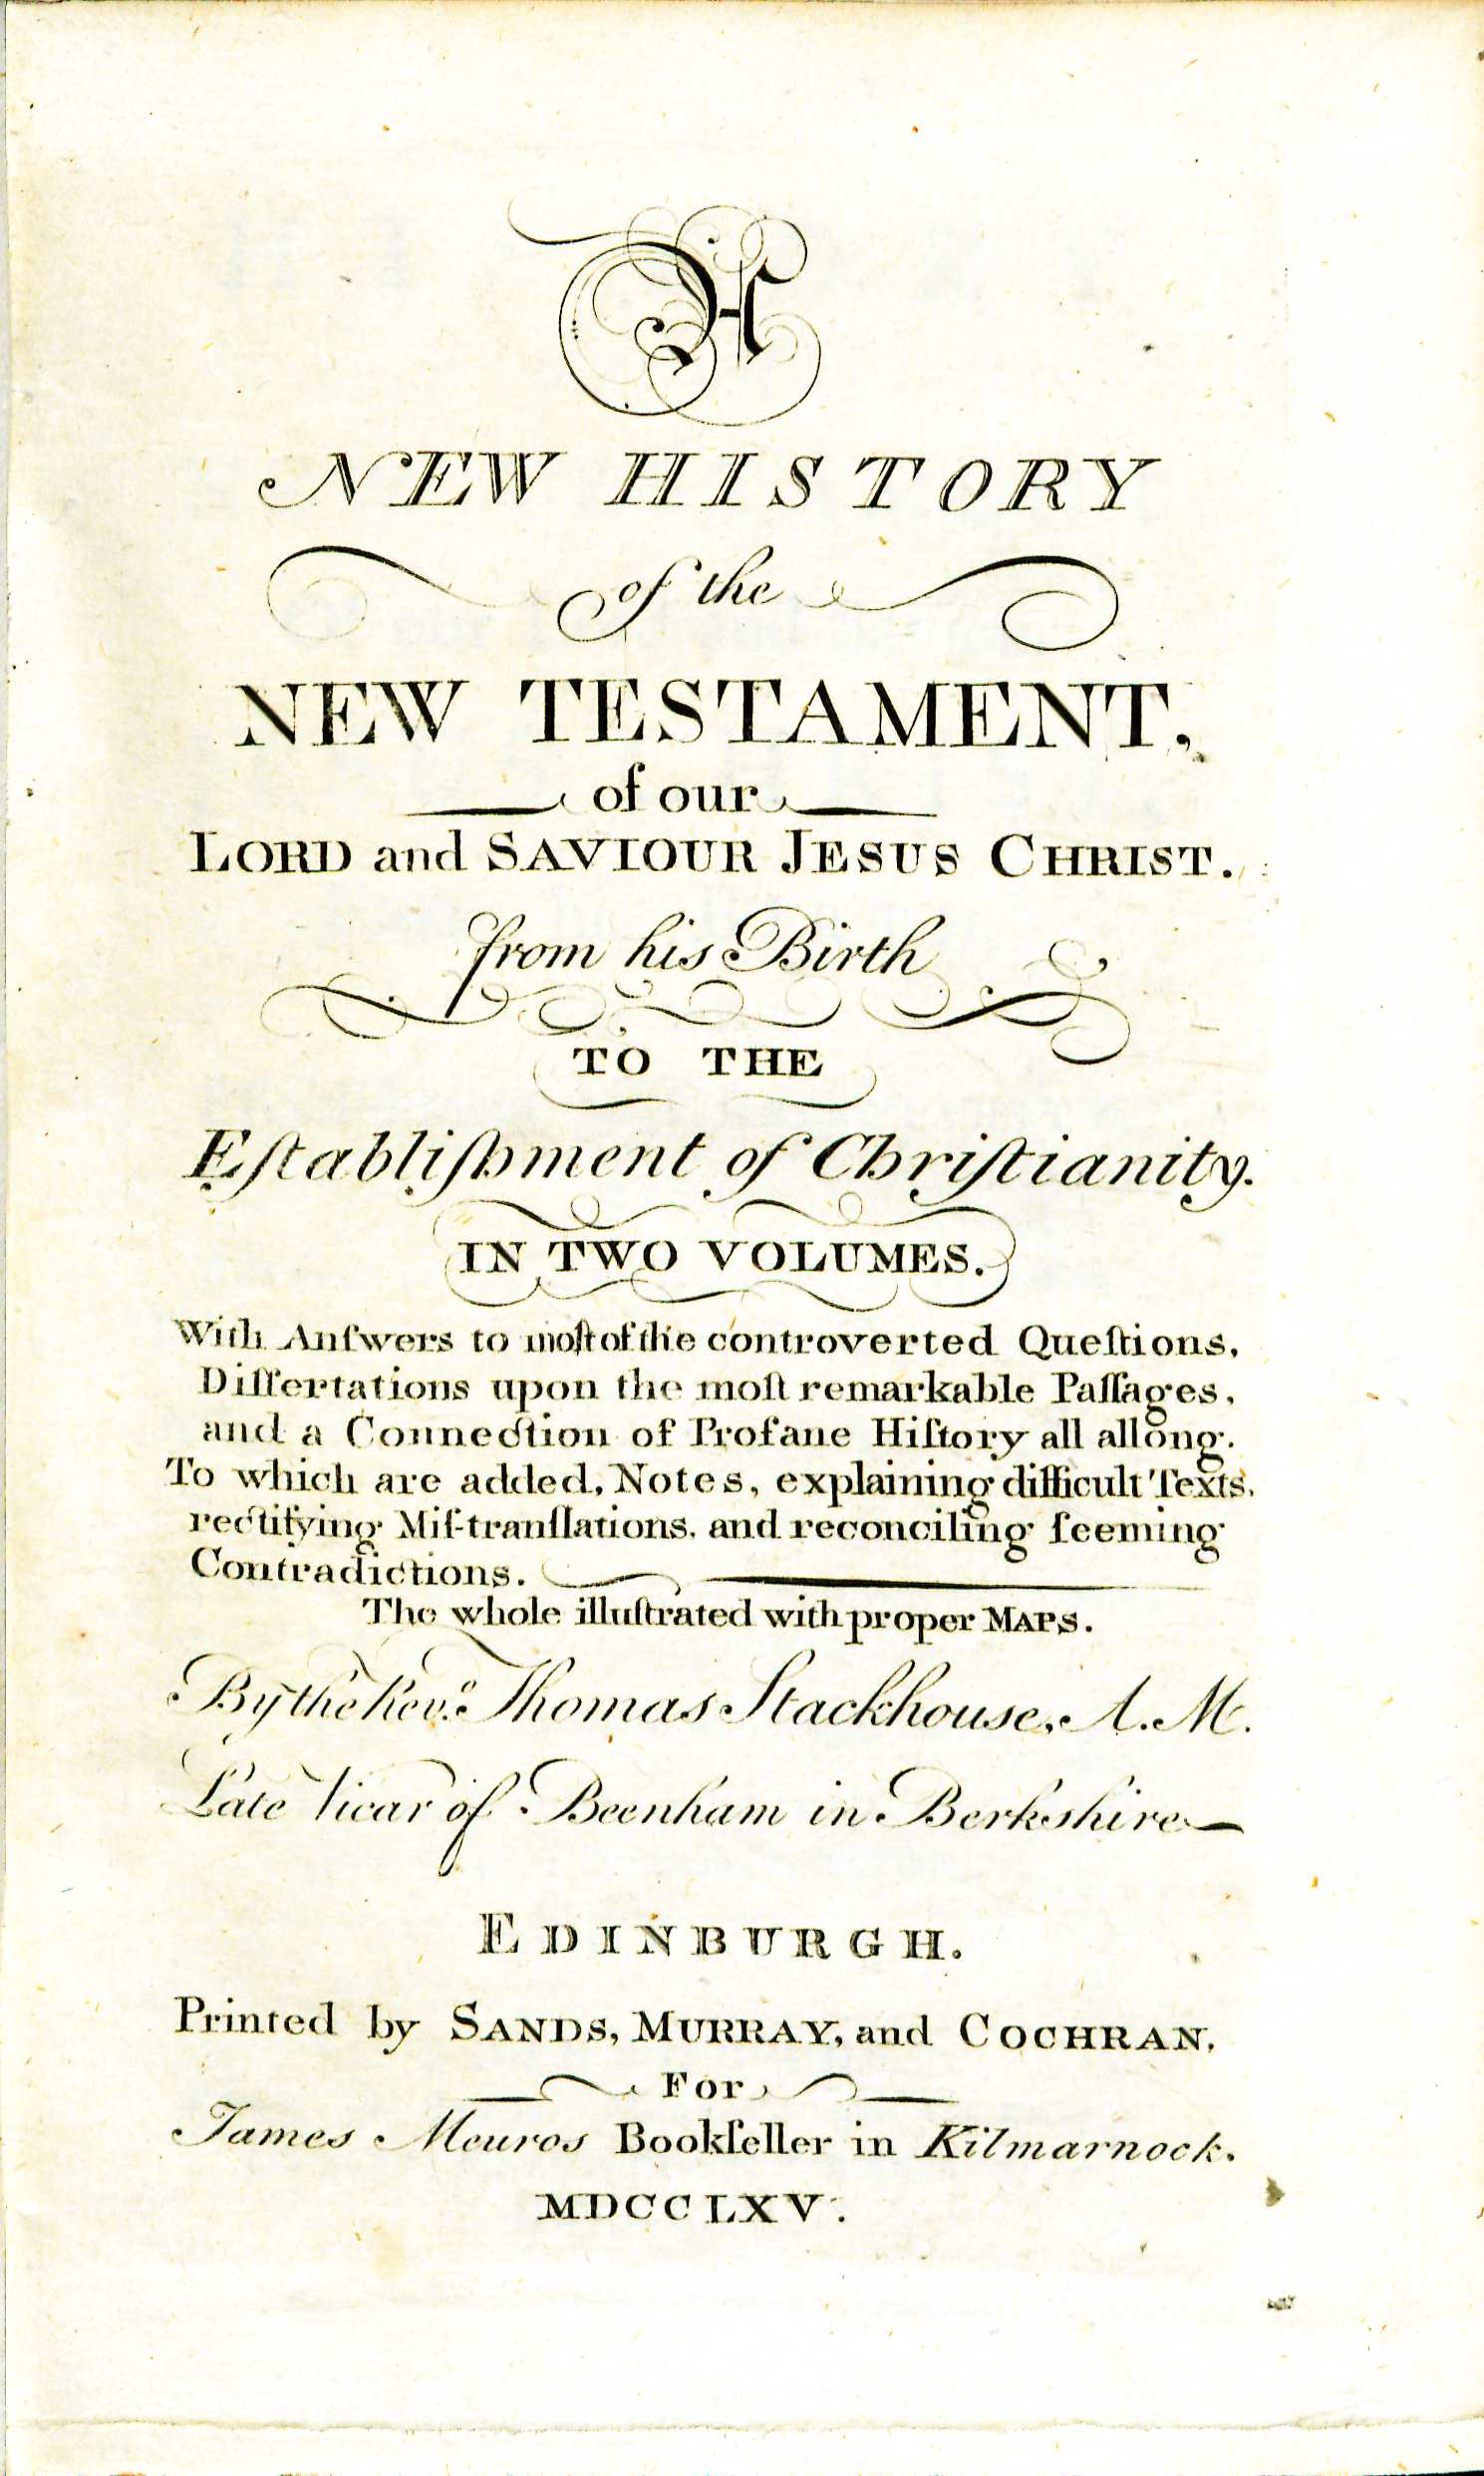 A
NEW HISTORY
of the
NEW TESTAMENT,
of our
LORD and SAVIOUR JESUS CHRIST.
from his Birth
TO THE
Eſtabliſhment of Chriſtianity.
IN TWO VOLUMES.
With Anſwers to moſt of the controverted Queſtions,
Diſſertations upon the moſt remarkable Paſſages,
and a Connection of Profane Hiſtory all allong.
To which are added, Notes, explaining difficult Texts,
rectifying Miſ-tranſlations, and reconciling ſeeming
Contradictions.
The whole illuſtrated with proper MAPS.
By the Rev.ᵈ Thomas Stackhouse, A.M.
Late Vicar of Beenham in Berkshire—
EDINBURGH.
Printed by SANDS, MURRAY, and COCHRAN,
For
James Meuros Bookſeller in Kilmarnock.
MDCCLXV.